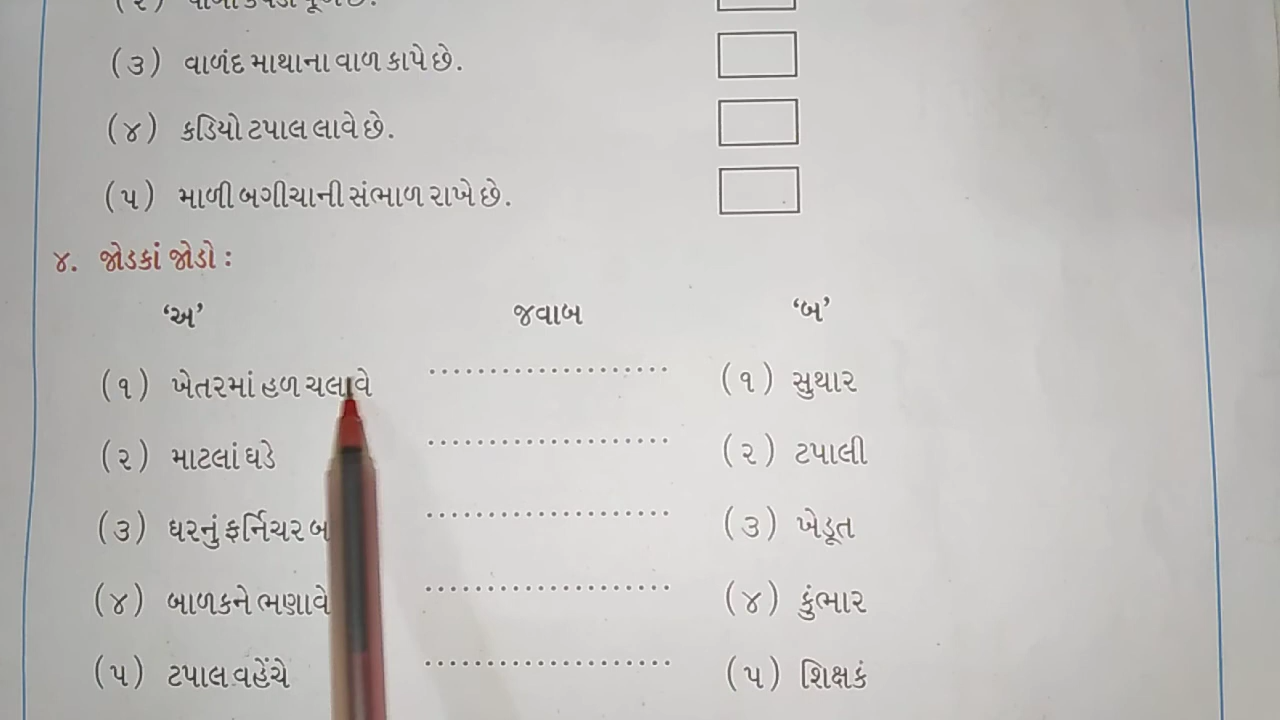 (૩) વાળંદ માથાના વાળ કાપે છે.
(૪) કડિયો ટપાલ લાવે છે.
(૫) માળી બગીચાની સંભાળ રાખે છે.
૪. જોડકાં જોડો :
‘અ’ જવાબ ‘બ’
(૧) ખેતરમાં હળ ચલાવે (૧) સુથાર
(૨) માટલાં ઘડે (૨) ટપાલી
(૩) ઘરનું ફર્નિચર (૩) ખેડૂત
(૪) બાળકને ભણાવે (૪) કુંભાર
(૫) ટપાલ વહેંચે (૫) શિક્ષક